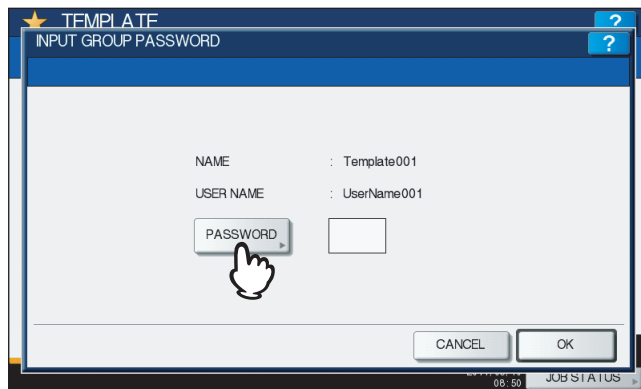 TEMPLATE ?
INPUT GROUP PASSWORD ?
NAME : Template001
USER NAME : UserName001
PASSWORD
CANCEL OK
08:50 JOB STATUS